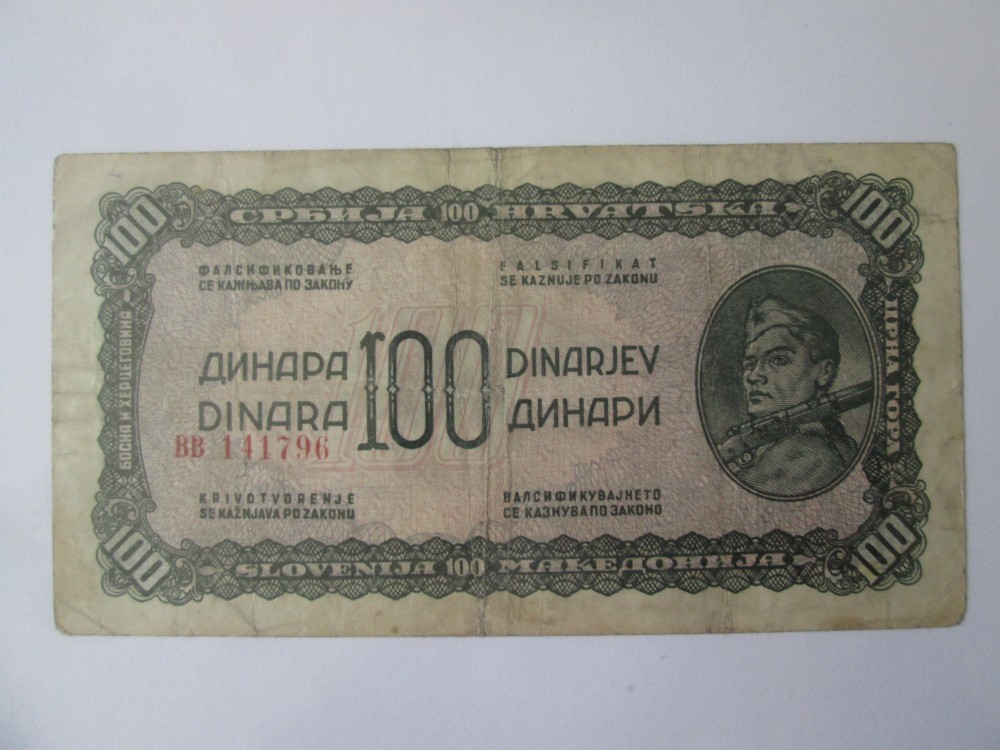 100 СРБИЈА 100 HRVATSKA 100
ФАЛСИФИКОВАЊЕ
СЕ КАЖЊАВА ПО ЗАКОНУ
FALSIFIKAT
SE KAZNUJE PO ZAKONU
БОСНА И ХЕРЦЕГОВИНА
ЦРНА ГОРА
ДИНАРА 100 DINARJEV
DINARA ДИНАРИ
BB 141796
KRIVOTVORENJE
SE KAŽNJAVA PO ZAKONU
ВАЛСИФИКУВАЈНЕТО
СЕ КАЗНУВА ПО ЗАКОНО
100 SLOVENIJA 100 МАКЕДОНИЈА 100